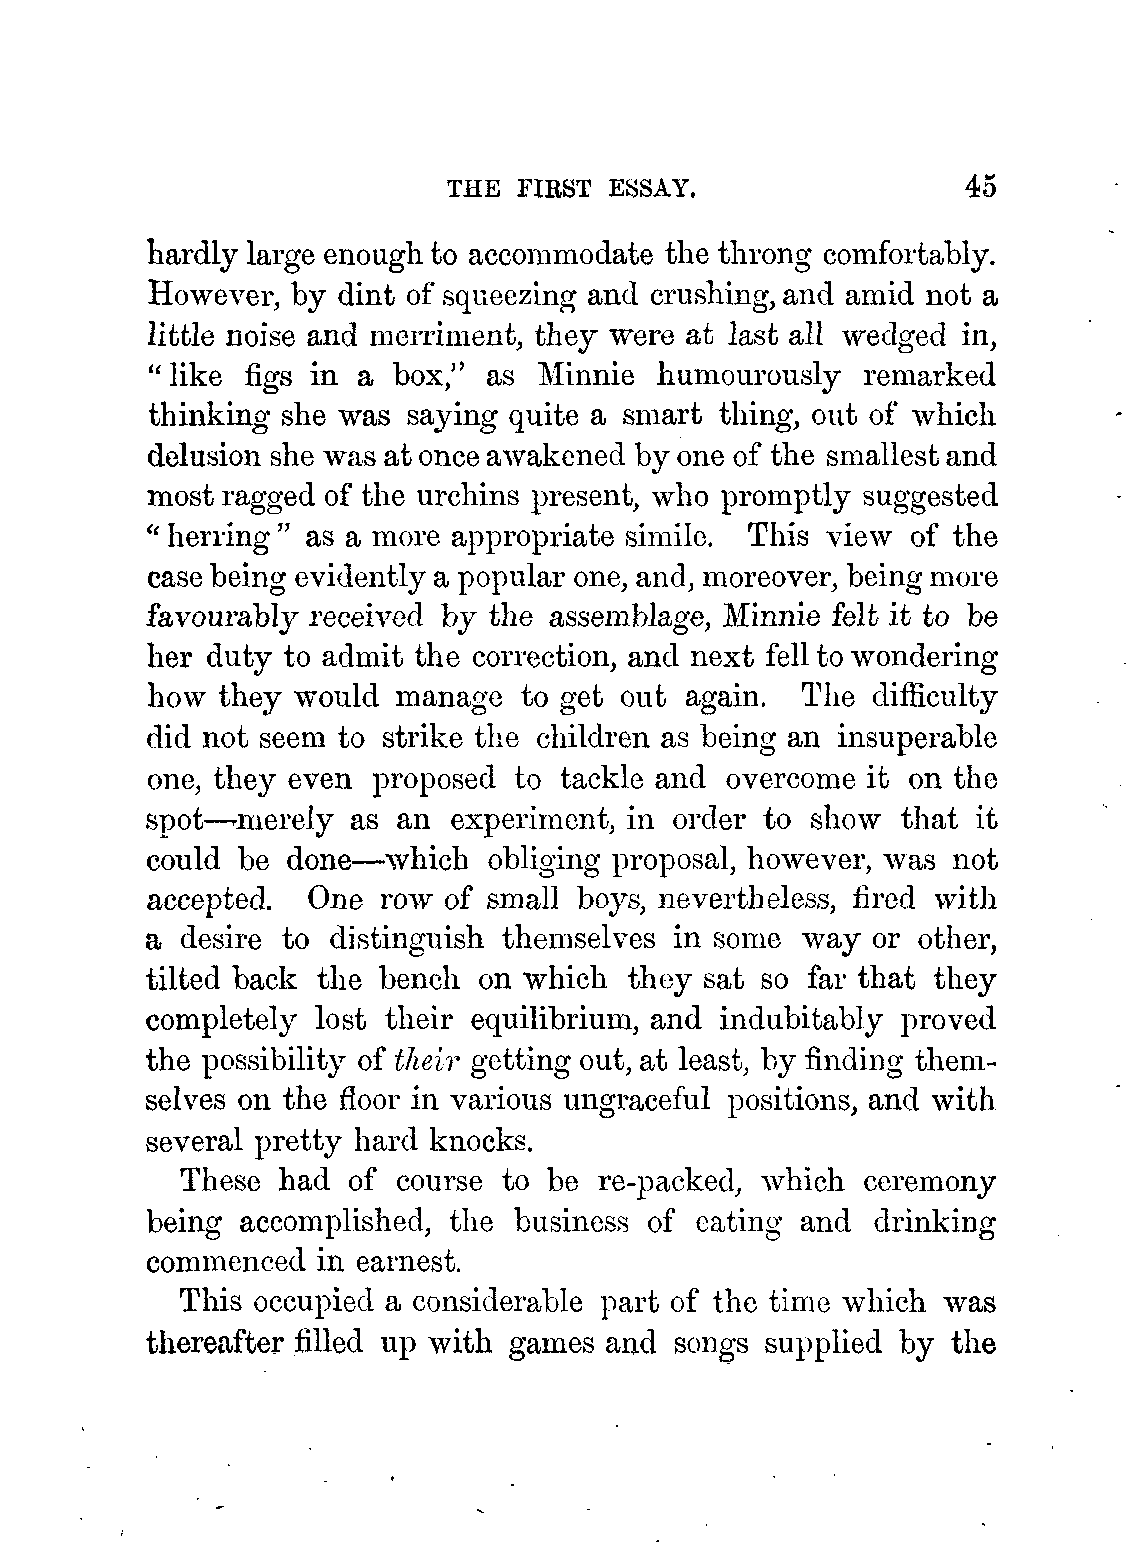 THE FIRST ESSAY. 45
hardly large enough to accommodate the throng comfortably.
However, by dint of squeezing and crushing, and amid not a
little noise and merriment, they were at last all wedged in,
“like figs in a box,” as Minnie humourously remarked
thinking she was saying quite a smart thing, out of which
delusion she was at once awakened by one of the smallest and
most ragged of the urchins present, who promptly suggested
“herring” as a more appropriate simile. This view of the
case being evidently a popular one, and, moreover, being more
favourably received by the assemblage, Minnie felt it to be
her duty to admit the correction, and next fell to wondering
how they would manage to get out again. The difficulty
did not seem to strike the children as being an insuperable
one, they even proposed to tackle and overcome it on the
spot—merely as an experiment, in order to show that it
could be done—which obliging proposal, however, was not
accepted. One row of small boys, nevertheless, fired with
a desire to distinguish themselves in some way or other,
tilted back the bench on which they sat so far that they
completely lost their equilibrium, and indubitably proved
the possibility of their getting out, at least, by finding them-
selves on the floor in various ungraceful positions, and with
several pretty hard knocks.
These had of course to be re-packed, which ceremony
being accomplished, the business of eating and drinking
commenced in earnest.
This occupied a considerable part of the time which was
thereafter filled up with games and songs supplied by the